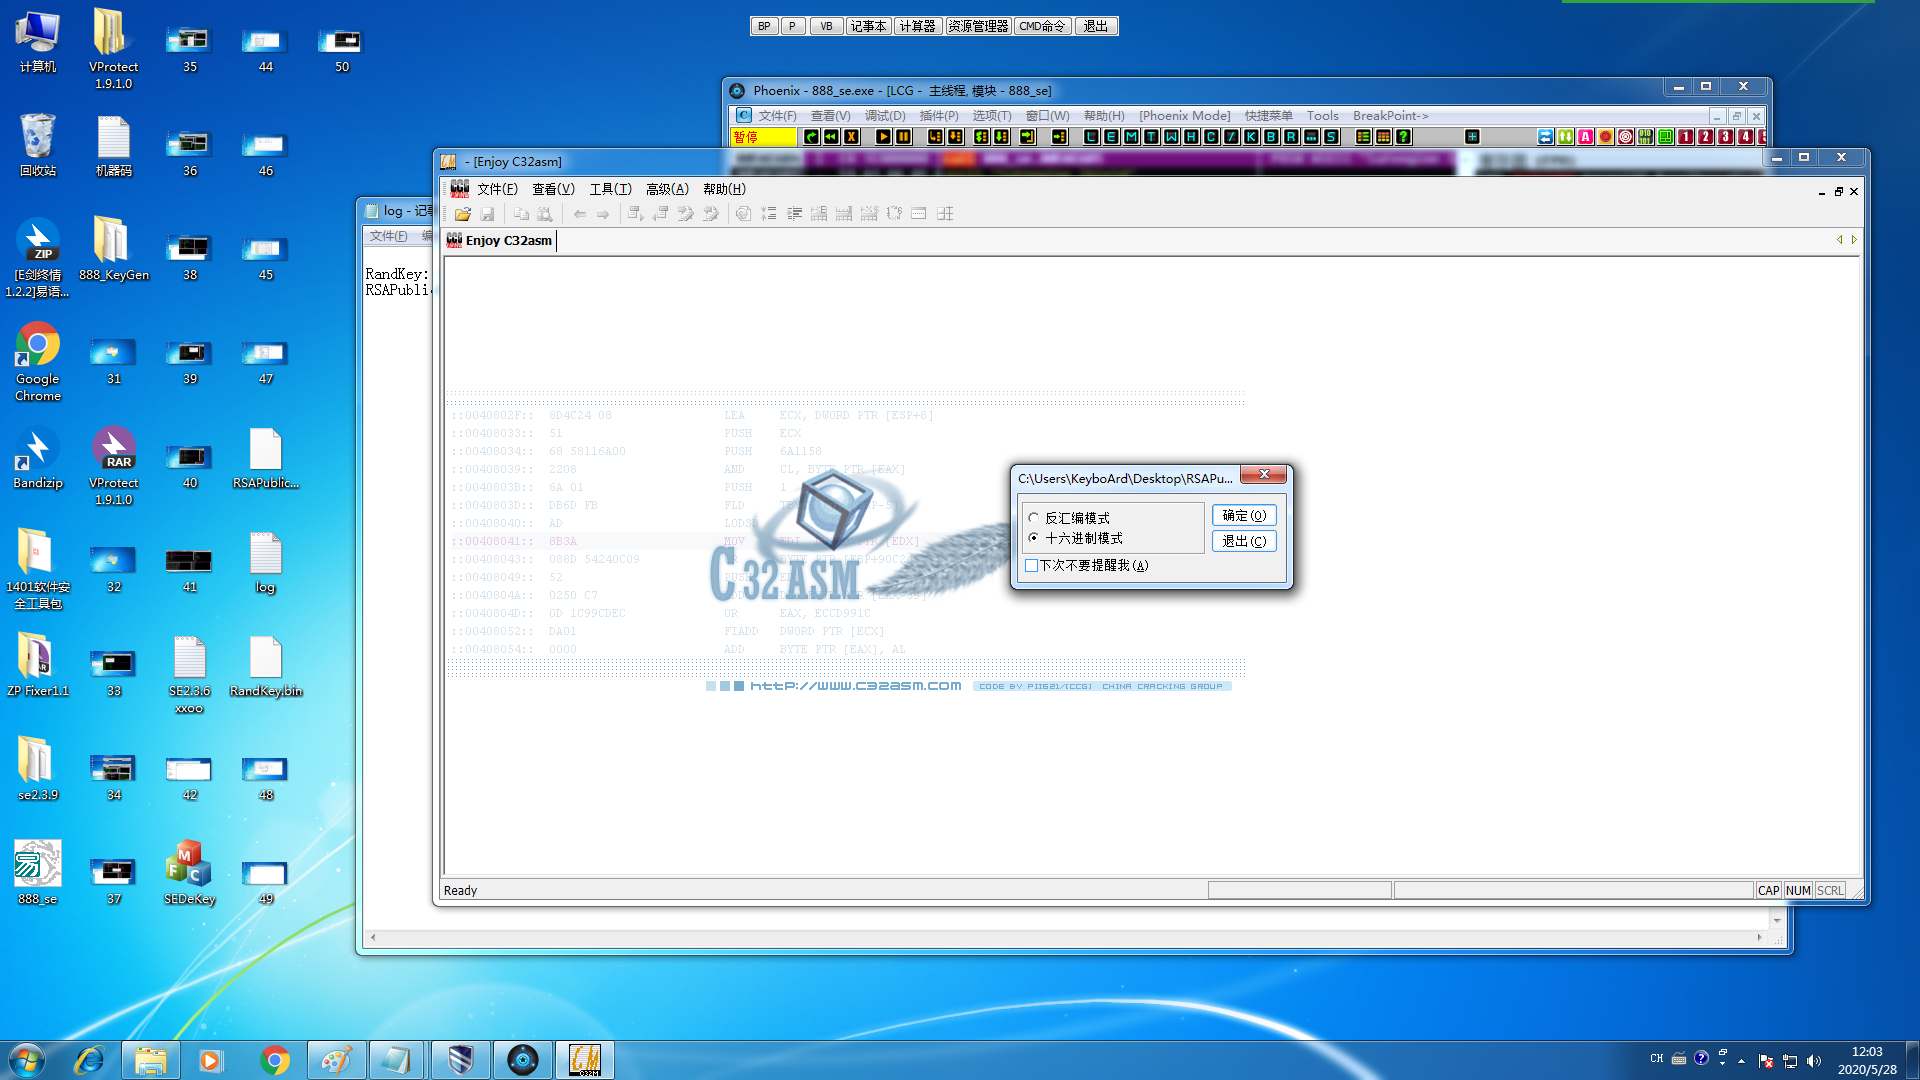 计算机
VProtect
1.9.1.0
35
44
50
回收站
机器码
36
46
[E剑终情
1.2.2]易语...
888_KeyGen
38
45
Google
Chrome
31
39
47
Bandizip
VProtect
1.9.1.0
40
RSAPublic...
1401软件安
全工具包
32
41
log
ZP Fixer1.1
33
SE2.3.6
xxoo
RandKey.bin
se2.3.9
34
42
48
888_se
37
SEDeKey
49
BP
P
VB
记事本
计算器
资源管理器
CMD命令
退出
Phoenix - 888_se.exe - [LCG - 主线程, 模块 - 888_se]
文件(F) 查看(V) 调试(D) 插件(P) 选项(T) 窗口(W) 帮助(H) [Phoenix Mode] 快捷菜单 Tools BreakPoint->
暂停
L E M T W H C / K B R ... S
log - 记事
文件(F) 编
RandKey:
RSAPubli
- [Enjoy C32asm]
文件(F) 查看(V) 工具(T) 高级(A) 帮助(H)
Enjoy C32asm
::0040802F:: 8D4C24 08 LEA ECX, DWORD PTR [ESP+8]
::00408033:: 51 PUSH ECX
::00408034:: 68 58116A00 PUSH 6A1158
::00408039:: 2208 AND CL, BYTE PTR [EAX]
::0040803B:: 6A 01 PUSH 1
::0040803D:: DB6D FB FLD
::00408040:: AD LODSD
::00408041:: 8B3A MOV EDI, PTR [EDX]
::00408043:: 088D 54240C09 OR BYTE PTR [EBP+90C2
::00408049:: 52 PUSH
::0040804A:: 0250 C7
::0040804D:: 0D 1C99CDEC OR EAX, ECCD991C
::00408052:: DA01 FIADD DWORD PTR [ECX]
::00408054:: 0000 ADD BYTE PTR [EAX], AL
C32ASM
http://www.c32asm.com
CODE BY PII621/[CCG] CHINA CRACKING GROUP
C:\Users\KeyboArd\Desktop\RSAPu...
反汇编模式
十六进制模式
下次不要提醒我(A)
确定(O)
退出(C)
Ready
CAP NUM SCRL
CH
12:03
2020/5/28